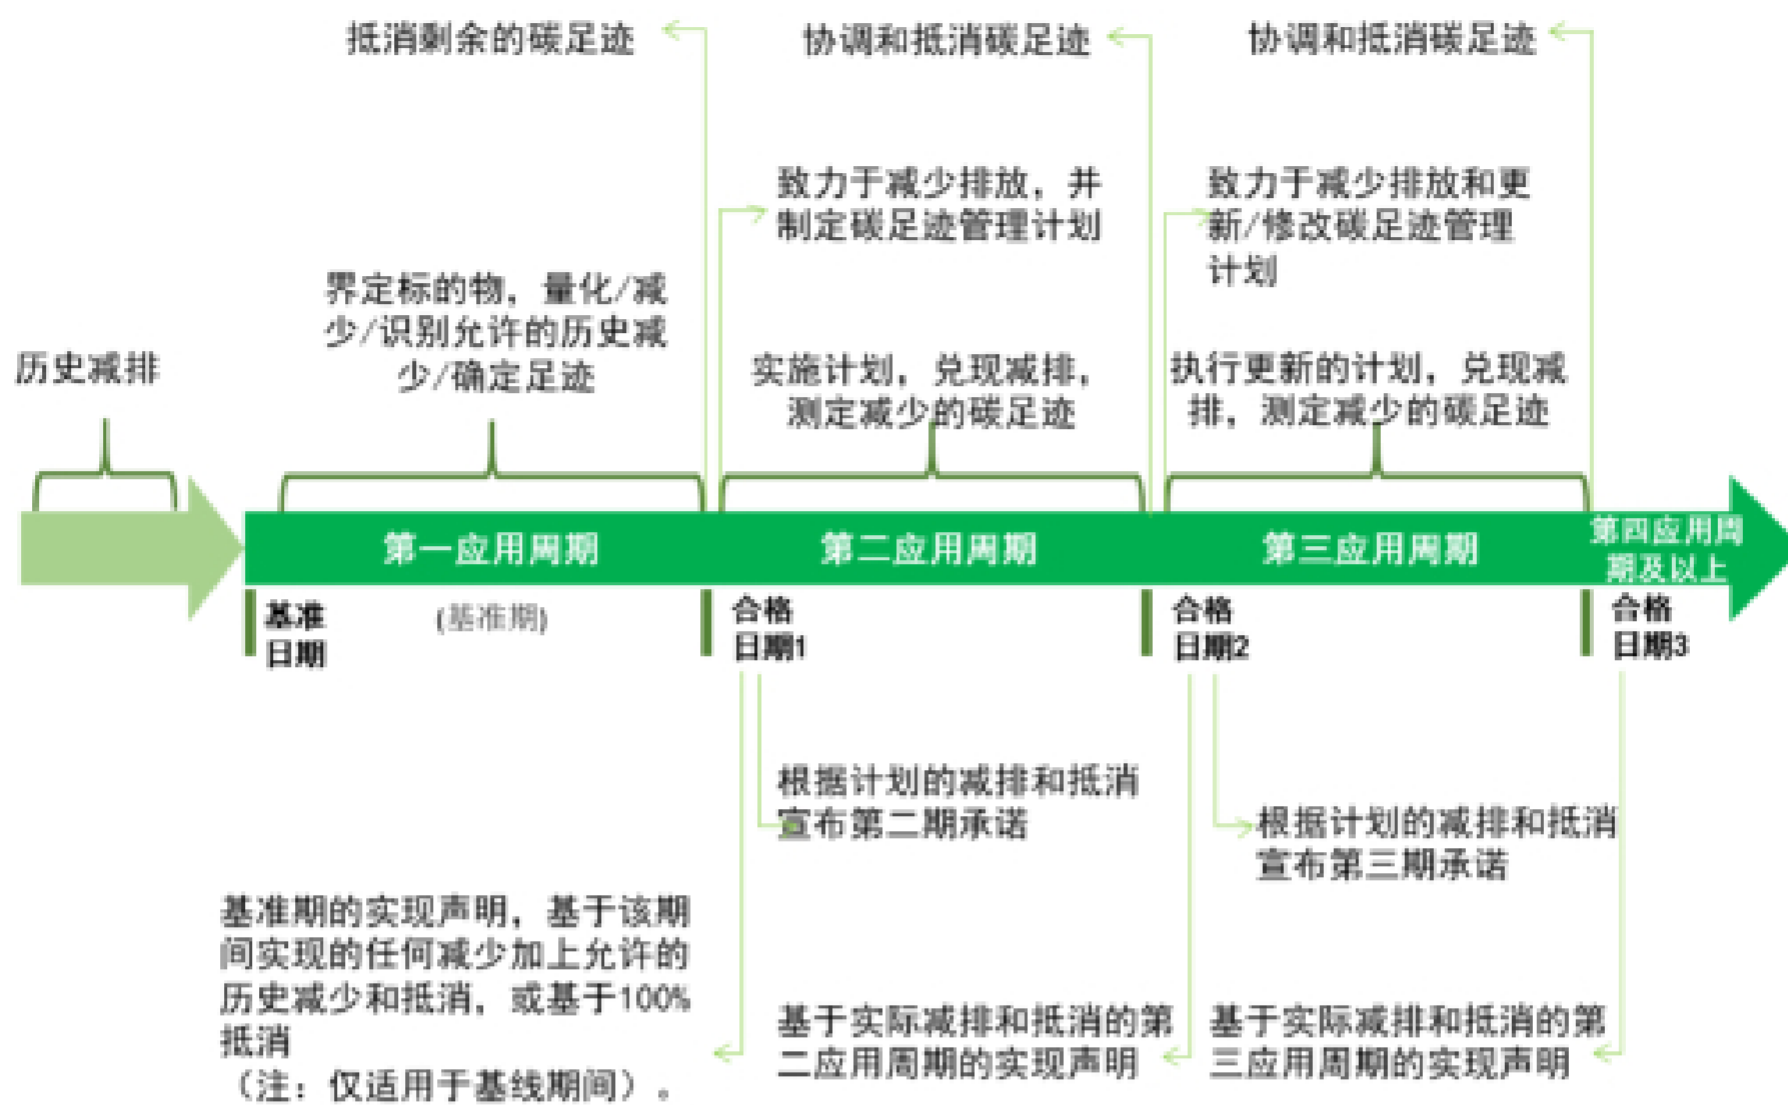 抵消剩余的碳足迹
协调和抵消碳足迹
协调和抵消碳足迹
致力于减少排放，并
制定碳足迹管理计划
致力于减少排放和更
新/修改碳足迹管理
计划
界定标的物，量化/减
少/识别允许的历史减
少/确定足迹
历史减排
实施计划，兑现减排，
测定减少的碳足迹
执行更新的计划，兑现减
排，测定减少的碳足迹
第一应用周期
第二应用周期
第三应用周期
第四应用周
期及以上
基准
日期
(基准期)
合格
日期1
合格
日期2
合格
日期3
根据计划的减排和抵消
宣布第二期承诺
根据计划的减排和抵消
宣布第三期承诺
基准期的实现声明，基于该期
间实现的任何减少加上允许的
历史减少和抵消，或基于100%
抵消
（注：仅适用于基线期间）。
基于实际减排和抵消的第
二应用周期的实现声明
基于实际减排和抵消的第
三应用周期的实现声明